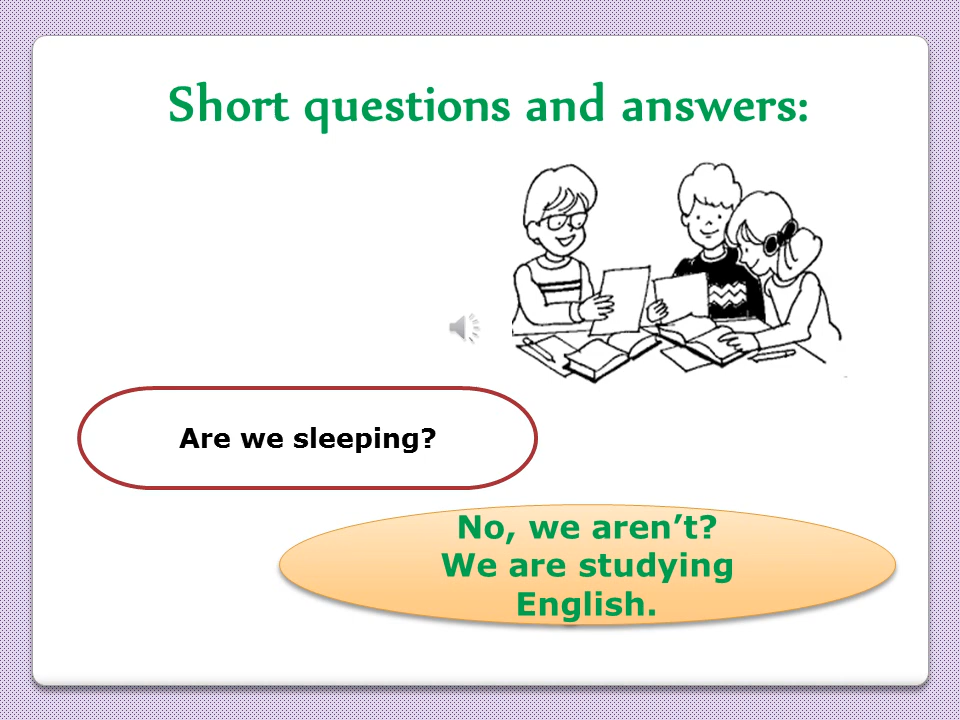 Short questions and answers:
Are we sleeping?
No, we aren’t?
We are studying
English.